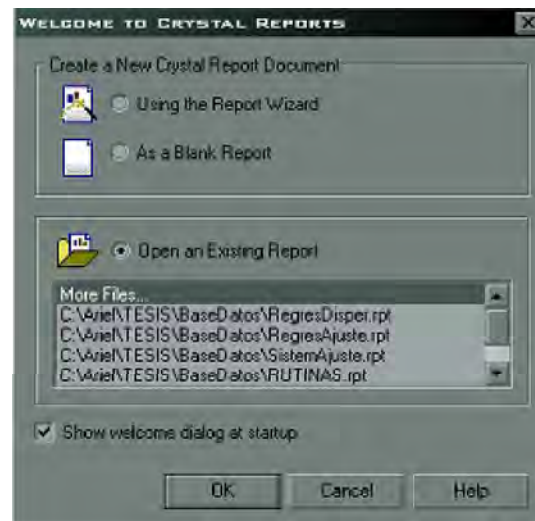 WELCOME TO CRYSTAL REPORTS
Create a New Crystal Report Document
Using the Report Wizard
As a Blank Report
Open an Existing Report
More Files...
C:\Ariel\TESIS\BaseDatos\RegresDisper.rpt
C:\Ariel\TESIS\BaseDatos\RegresAjuste.rpt
C:\Ariel\TESIS\BaseDatos\SistemAjuste.rpt
C:\Ariel\TESIS\BaseDatos\RUTINAS.rpt
Show welcome dialog at startup
OK Cancel Help